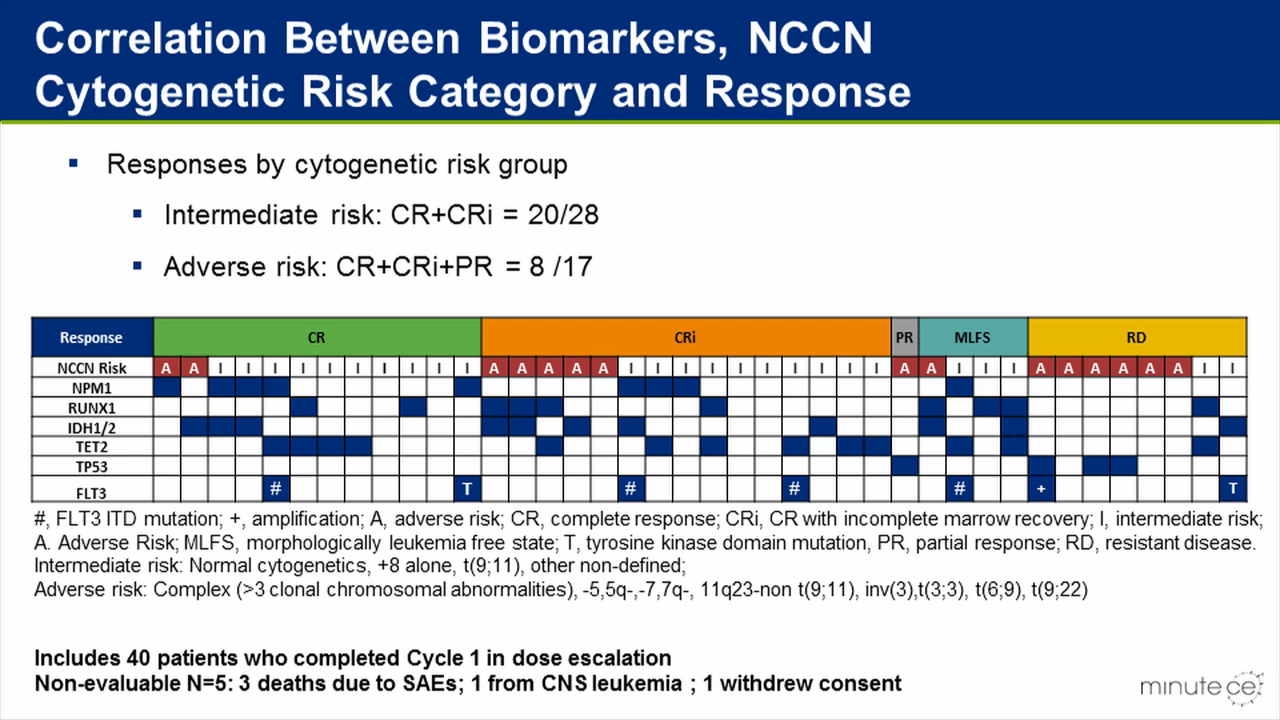 Correlation Between Biomarkers, NCCN
Cytogenetic Risk Category and Response
▪ Responses by cytogenetic risk group
▪ Intermediate risk: CR+CRi = 20/28
▪ Adverse risk: CR+CRi+PR = 8 /17
Response CR CRi PR MLFS RD
NCCN Risk A A I I I I I I I I I I A A A A A I I I I I I I I I I A A I I I A A A A A A I I
NPM1
RUNX1
IDH1/2
TET2
TP53
FLT3 # T # # # + T
#, FLT3 ITD mutation; +, amplification; A, adverse risk; CR, complete response; CRi, CR with incomplete marrow recovery; I, intermediate risk;
A. Adverse Risk; MLFS, morphologically leukemia free state; T, tyrosine kinase domain mutation, PR, partial response; RD, resistant disease.
Intermediate risk: Normal cytogenetics, +8 alone, t(9;11), other non-defined;
Adverse risk: Complex (>3 clonal chromosomal abnormalities), -5,5q-,-7,7q-, 11q23-non t(9;11), inv(3),t(3;3), t(6;9), t(9;22)
Includes 40 patients who completed Cycle 1 in dose escalation
Non-evaluable N=5: 3 deaths due to SAEs; 1 from CNS leukemia ; 1 withdrew consent
minute ce